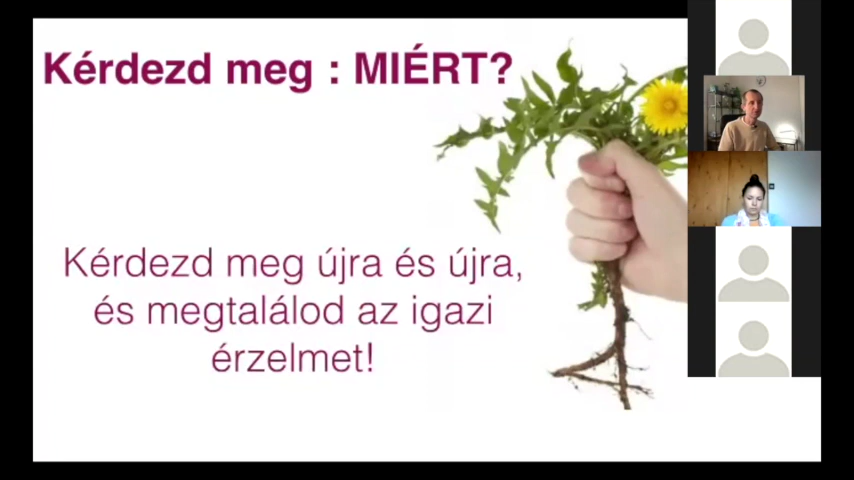 Kérdezd meg : MIÉRT?
Kérdezd meg újra és újra,
és megtalálod az igazi
érzelmet!